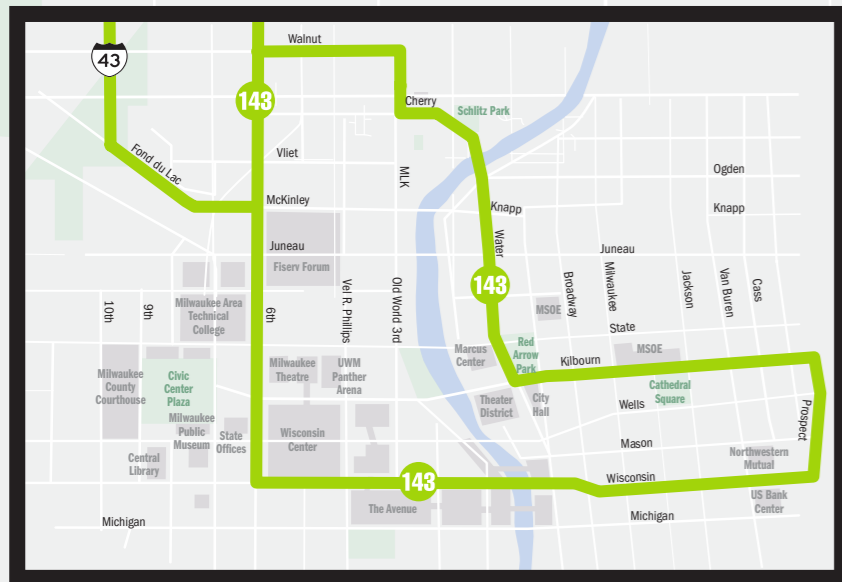 Walnut
43
143
Cherry
Schlitz Park
Fond du Lac
Vliet
MLK
Ogden
McKinley
Knapp
Knapp
Water
Juneau
Juneau
Fiserv Forum
143
10th
9th
Milwaukee Area
Technical
College
6th
Vel R. Phillips
Old World 3rd
Broadway
Milwaukee
Jackson
Van Buren
Cass
MSOE
State
Marcus
Center
Red
Arrow
Park
Kilbourn
MSOE
Milwaukee
County
Courthouse
Civic
Center
Plaza
Milwaukee
Theatre
UWM
Panther
Arena
Cathedral
Square
Theater
District
City
Hall
Wells
Prospect
Milwaukee
Public
Museum
State
Offices
Wisconsin
Center
Mason
Central
Library
Northwestern
Mutual
143
Wisconsin
US Bank
Center
The Avenue
Michigan
Michigan